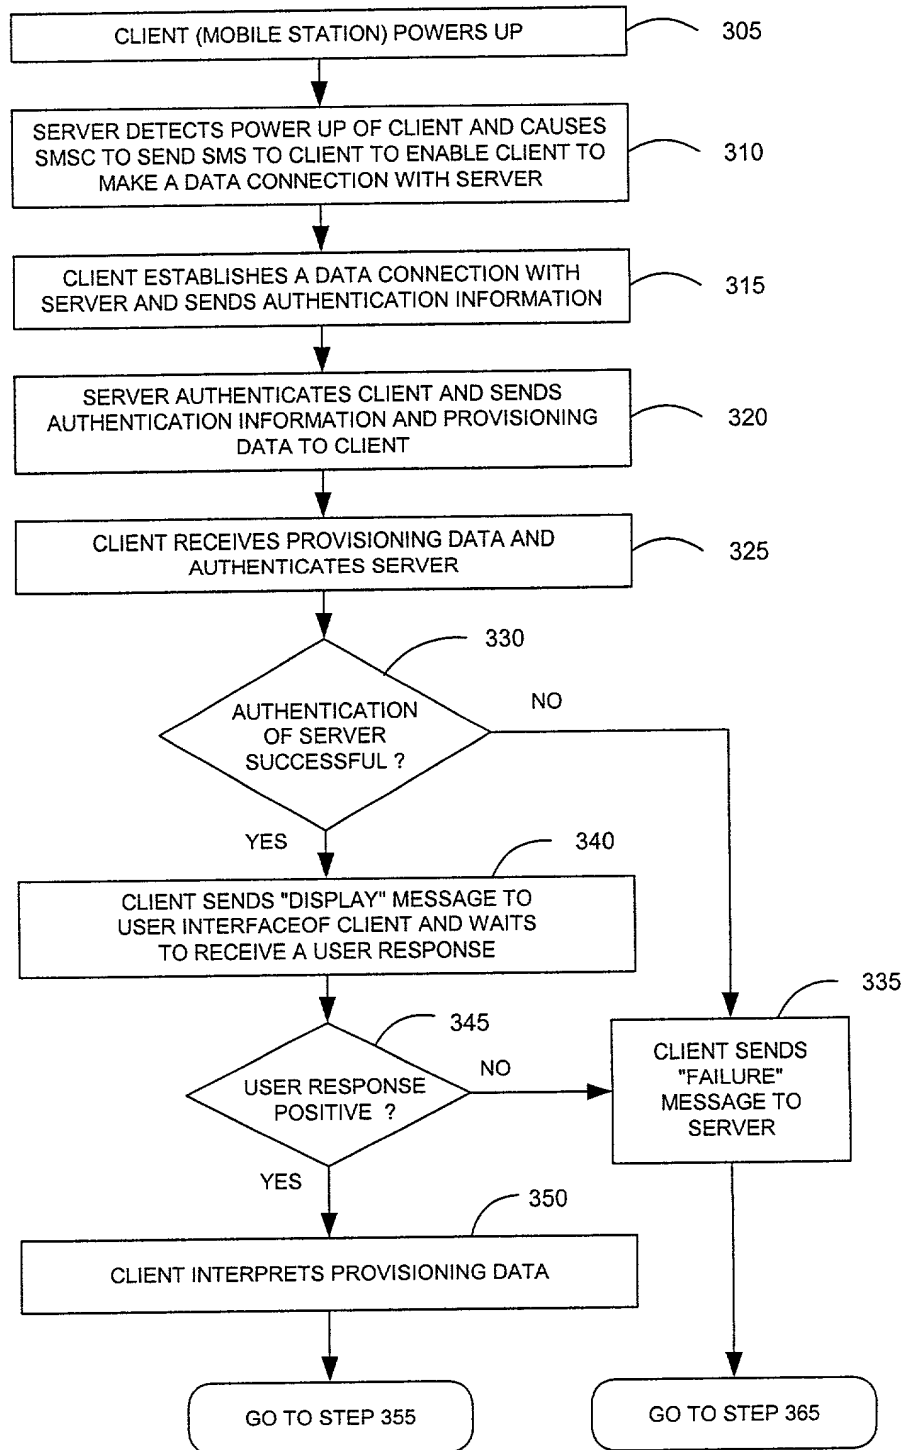 CLIENT (MOBILE STATION) POWERS UP
305
SERVER DETECTS POWER UP OF CLIENT AND CAUSES
SMSC TO SEND SMS TO CLIENT TO ENABLE CLIENT TO
MAKE A DATA CONNECTION WITH SERVER
310
CLIENT ESTABLISHES A DATA CONNECTION WITH
SERVER AND SENDS AUTHENTICATION INFORMATION
315
SERVER AUTHENTICATES CLIENT AND SENDS
AUTHENTICATION INFORMATION AND PROVISIONING
DATA TO CLIENT
320
CLIENT RECEIVES PROVISIONING DATA AND
AUTHENTICATES SERVER
325
330
AUTHENTICATION
OF SERVER
SUCCESSFUL ?
NO
YES
340
CLIENT SENDS "DISPLAY" MESSAGE TO
USER INTERFACEOF CLIENT AND WAITS
TO RECEIVE A USER RESPONSE
335
CLIENT SENDS
"FAILURE"
MESSAGE TO
SERVER
345
USER RESPONSE
POSITIVE ?
NO
YES
350
CLIENT INTERPRETS PROVISIONING DATA
GO TO STEP 355
GO TO STEP 365